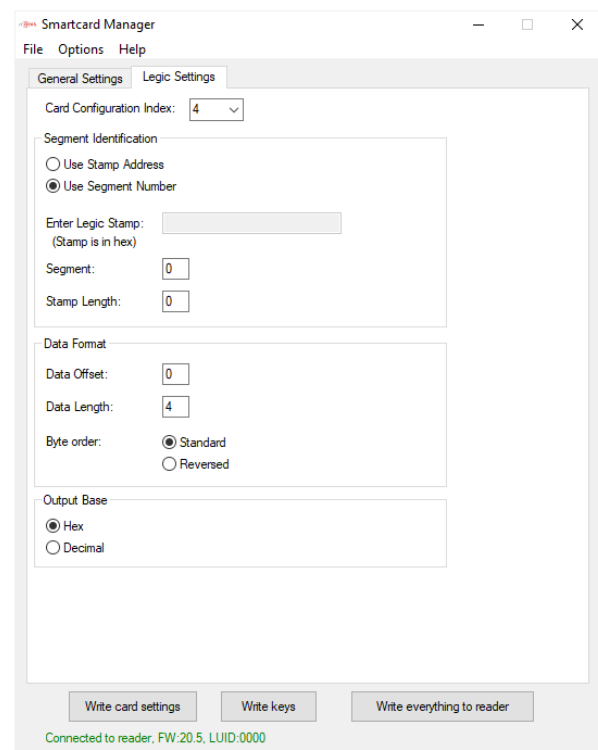 Smartcard Manager
File Options Help
General Settings Legic Settings
Card Configuration Index: 4
Segment Identification
Use Stamp Address
Use Segment Number
Enter Legic Stamp:
(Stamp is in hex)
Segment: 0
Stamp Length: 0
Data Format
Data Offset: 0
Data Length: 4
Byte order: Standard
Reversed
Output Base
Hex
Decimal
Write card settings Write keys Write everything to reader
Connected to reader, FW:20.5, LUID:0000